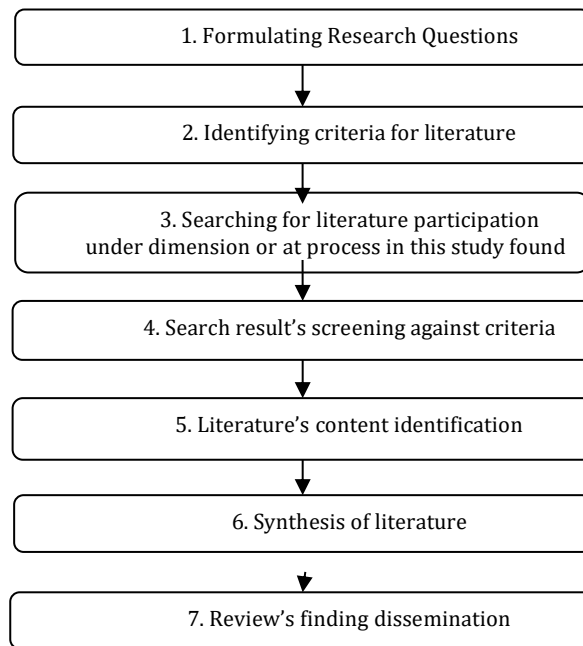 1. Formulating Research Questions
2. Identifying criteria for literature
3. Searching for literature participation
under dimension or at process in this study found
4. Search result’s screening against criteria
5. Literature’s content identification
6. Synthesis of literature
7. Review’s finding dissemination